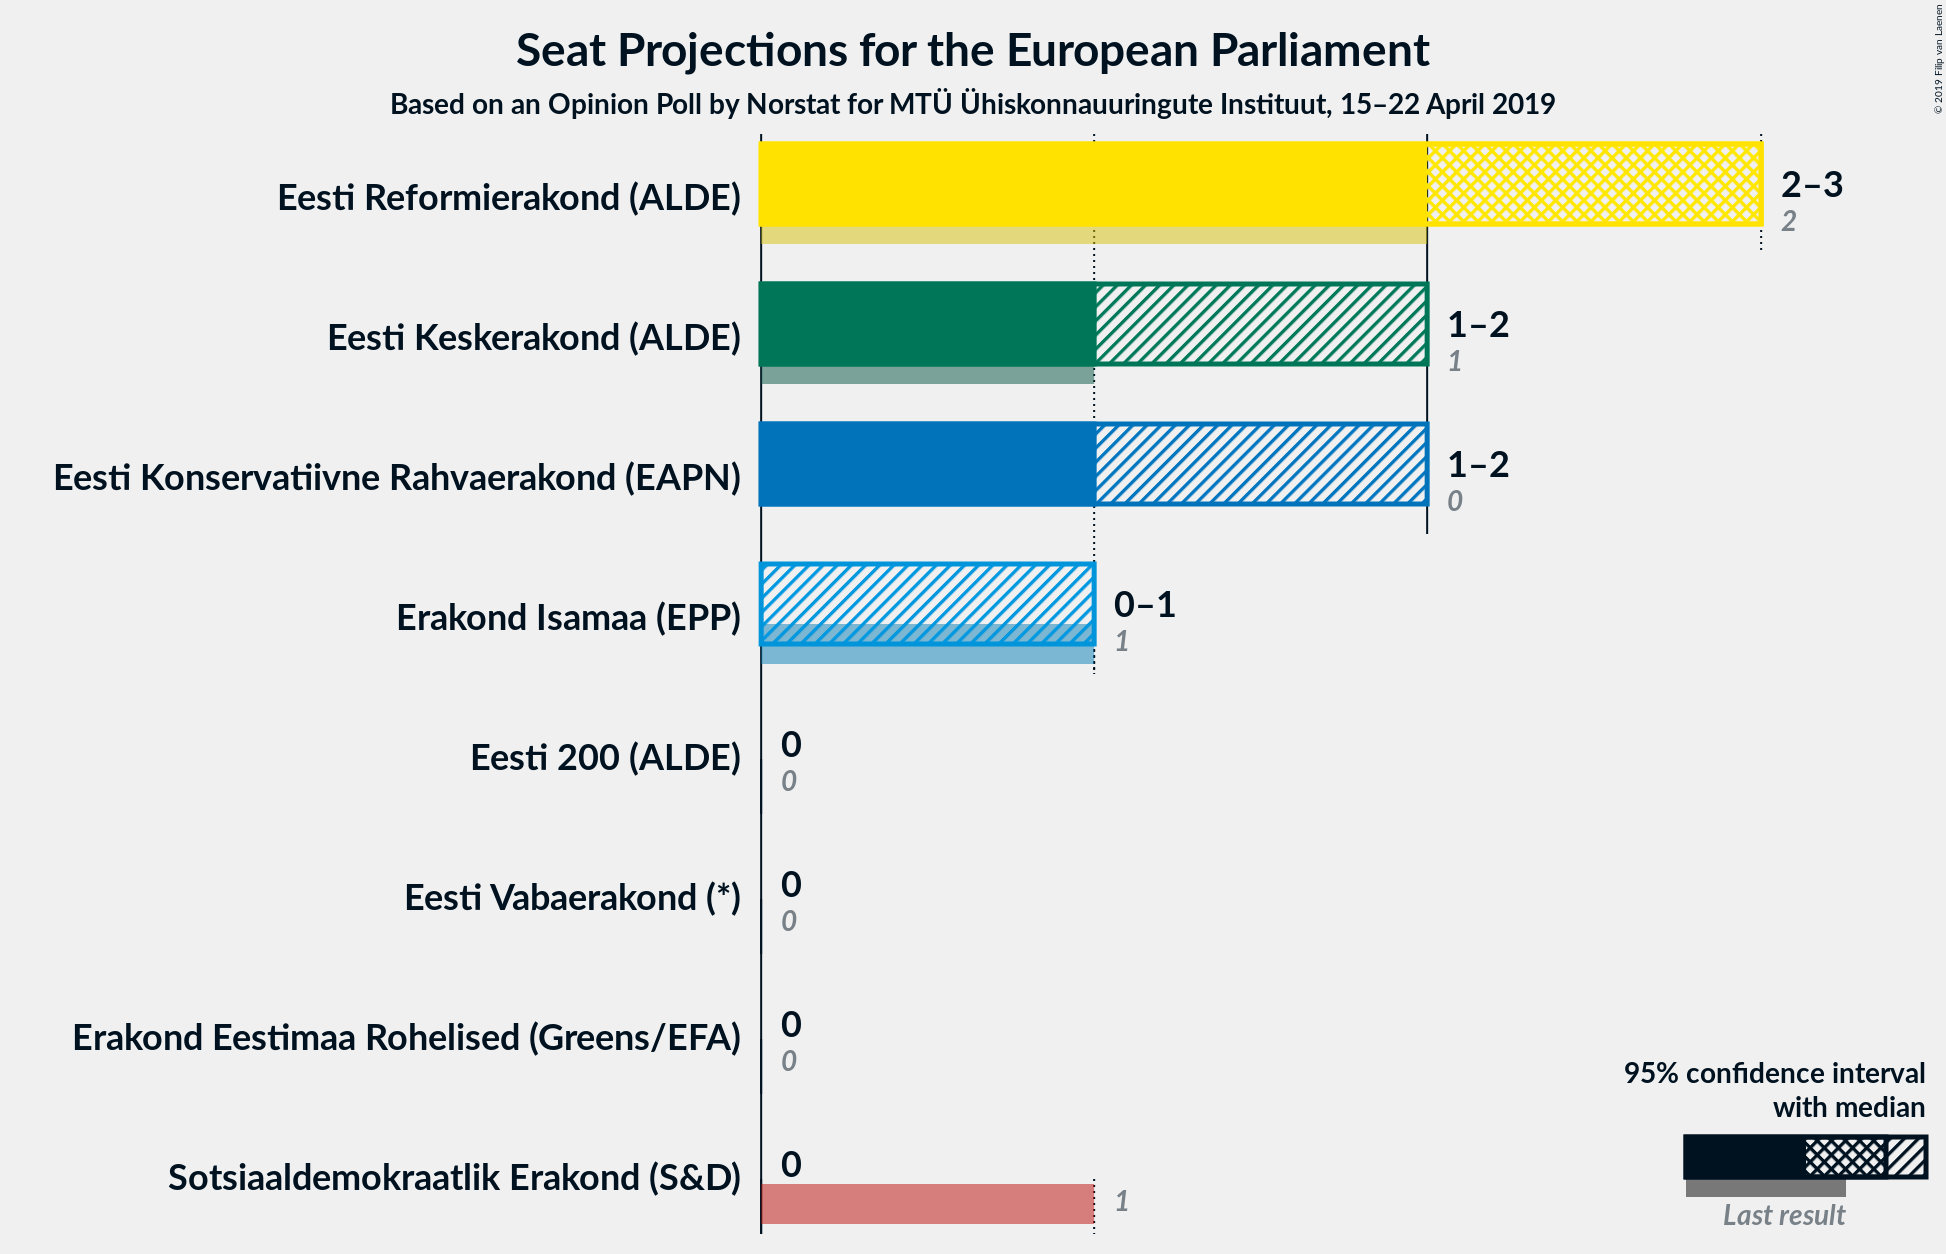 Seat Projections for the European Parliament
Based on an Opinion Poll by Norstat for MTÜ Ühiskonnauuringute Instituut, 15–22 April 2019
© 2019 Filip van Laenen
Eesti Reformierakond (ALDE)
2–3
2
Eesti Keskerakond (ALDE)
1–2
1
Eesti Konservatiivne Rahvaerakond (EAPN)
1–2
0
Erakond Isamaa (EPP)
0–1
1
Eesti 200 (ALDE)
0
0
Eesti Vabaerakond (*)
0
0
Erakond Eestimaa Rohelised (Greens/EFA)
0
0
Sotsiaaldemokraatlik Erakond (S&D)
0
1
95% confidence interval
with median
Last result